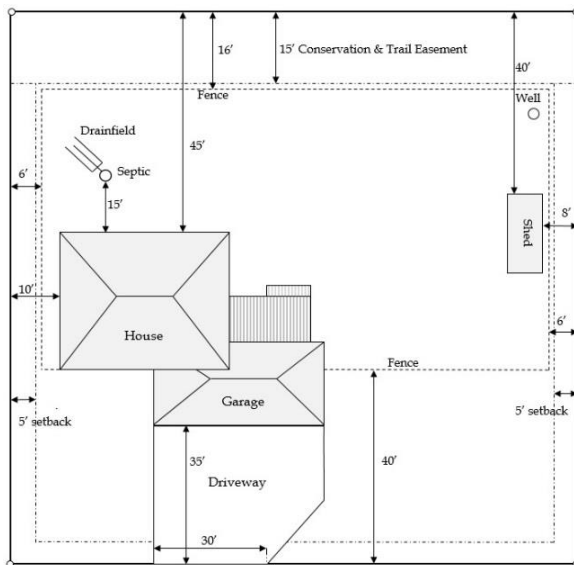 16'
15' Conservation & Trail Easement
40'
Fence
Well
Drainfield
45'
Septic
6'
15'
8'
Shed
10'
House
6'
Fence
Garage
5' setback
5' setback
35'
40'
Driveway
30'